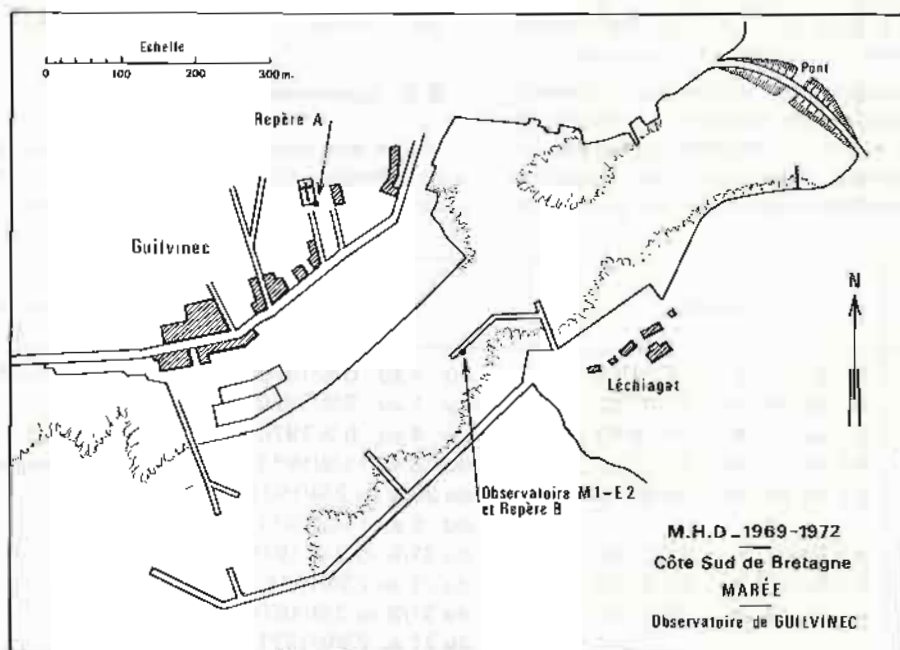 Echelle
0 100 200 300 m.
Pont
Repère A
Guilvinec
N
Léchiagat
Observatoire M1-E2
et Repère B
M.H.D_1969-1972
Côte Sud de Bretagne
MARÉE
Observatoire de GUILVINEC